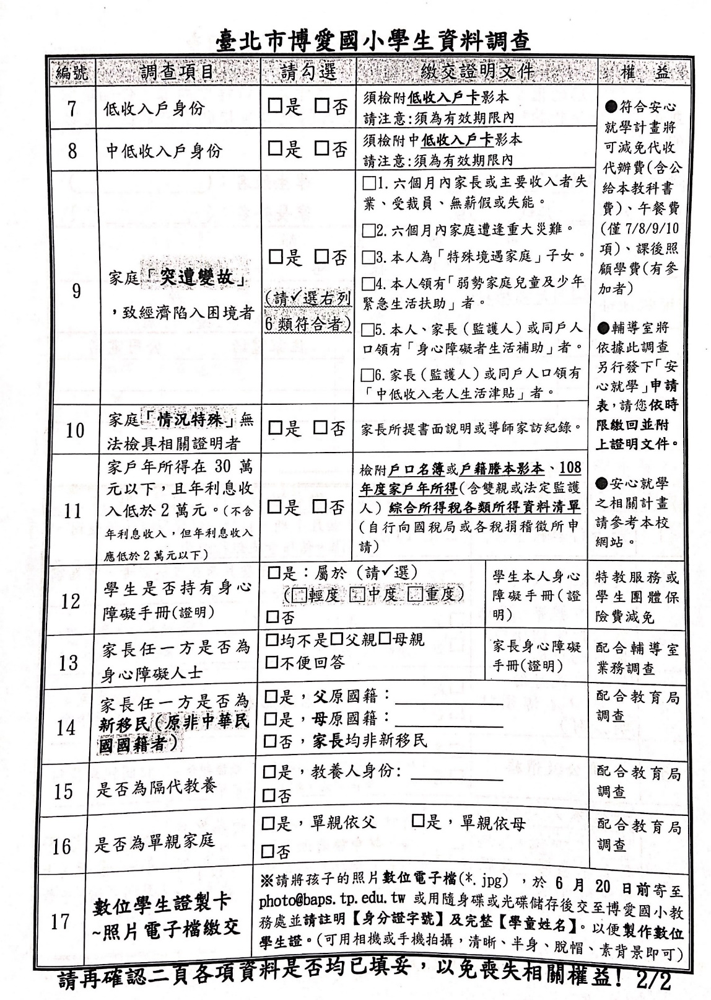 臺北市博愛國小學生資料調查
編號 調查項目 請勾選 繳交證明文件 權 益
7 低收入戶身份 □是 □否
須檢附低收入戶卡影本
請注意:須為有效期限內
8 中低收入戶身份 □是 □否
須檢附中低收入戶卡影本
請注意:須為有效期限內
9
家庭「突遭變故」
，致經濟陷入困境者
□是 □否
(請✓選右列
6類符合者)
□1.六個月內家長或主要收入者失
業、受裁員、無薪假或失能。
□2.六個月內家庭遭逢重大災難。
□3.本人為「特殊境遇家庭」子女。
□4.本人領有「弱勢家庭兒童及少年
緊急生活扶助」者。
□5.本人、家長（監護人）或同戶人
口領有「身心障礙者生活補助」者。
□6.家長（監護人）或同戶人口領有
「中低收入老人生活津貼」者。
10
家庭「情況特殊」無
法檢具相關證明者
□是 □否
家長所提書面說明或導師家訪紀錄。
11
家戶年所得在 30 萬
元以下，且年利息收
入低於2萬元。(不含
年利息收入，但年利息收入
應低於2萬元以下)
□是 □否
檢附戶口名簿或戶籍謄本影本、108
年度家戶年所得(含雙親或法定監護
人) 綜合所得稅各類所得資料清單
(自行向國稅局或各稅捐稽徵所申
請)
●符合安心
就學計畫將
可減免代收
代辦費(含公
給本教科書
費)、午餐費
(僅7/8/9/10
項)、課後照
顧學費(有參
加者)
●輔導室將
依據此調查
另行發下「安
心就學」申請
表，請您依時
限繳回並附
上證明文件。
●安心就學
之相關計畫
請參考本校
網站。
12
學生是否持有身心
障礙手冊(證明)
□是：屬於（請✓選）
(□輕度 □中度 □重度)
□否
學生本人身心
障礙手冊(證
明)
特教服務或
學生團體保
險費減免
13
家長任一方是否為
身心障礙人士
□均不是□父親□母親
□不便回答
家長身心障礙
手冊(證明)
配合輔導室
業務調查
14
家長任一方是否為
新移民(原非中華民
國國籍者)
□是，父原國籍：
□是，母原國籍：
□否，家長均非新移民
配合教育局
調查
15 是否為隔代教養
□是，教養人身份:
□否
配合教育局
調查
16 是否為單親家庭
□是，單親依父 □是，單親依母
□否
配合教育局
調查
17
數位學生證製卡
~照片電子檔繳交
※請將孩子的照片數位電子檔(*.jpg) ，於 6 月 20 日前寄至
photo@baps.tp.edu.tw 或用隨身碟或光碟儲存後交至博愛國小教
務處並請註明【身分證字號】及完整【學童姓名】。以便製作數位
學生證。(可用相機或手機拍攝，清晰、半身、脫帽、素背景即可)
請再確認二頁各項資料是否均已填妥，以免喪失相關權益! 2/2